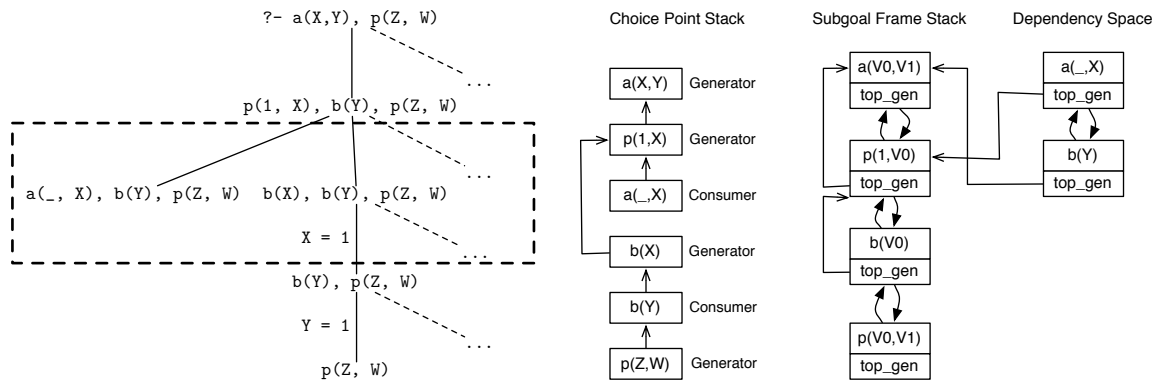 ?- a(X,Y), p(Z, W)
...
p(1, X), b(Y), p(Z, W)
...
a(_, X), b(Y), p(Z, W)
b(X), b(Y), p(Z, W)
X = 1
...
b(Y), p(Z, W)
Y = 1
...
p(Z, W)
Choice Point Stack
a(X,Y) Generator
p(1,X) Generator
a(_,X) Consumer
b(X) Generator
b(Y) Consumer
p(Z,W) Generator
Subgoal Frame Stack
a(V0,V1)
top_gen
p(1,V0)
top_gen
b(V0)
top_gen
p(V0,V1)
top_gen
Dependency Space
a(_,X)
top_gen
b(Y)
top_gen